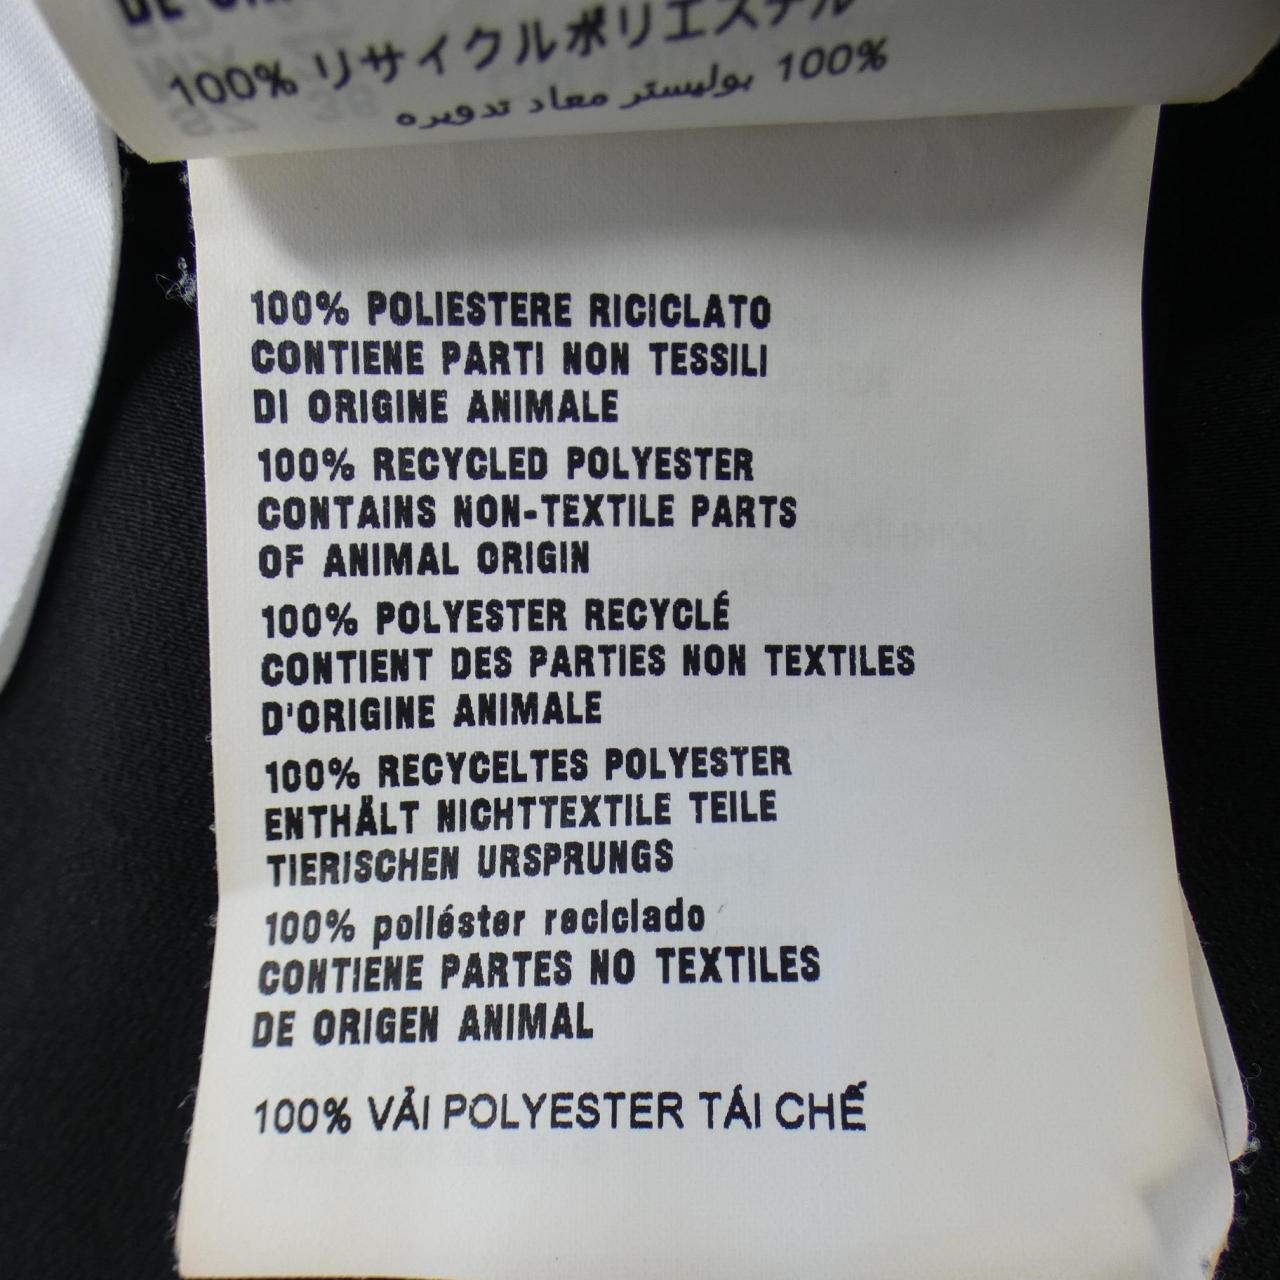 100% リサイクルポリエステル
100% بوليستر معاد تدويره
100% POLIESTERE RICICLATO
CONTIENE PARTI NON TESSILI
DI ORIGINE ANIMALE
100% RECYCLED POLYESTER
CONTAINS NON-TEXTILE PARTS
OF ANIMAL ORIGIN
100% POLYESTER RECYCLÉ
CONTIENT DES PARTIES NON TEXTILES
D'ORIGINE ANIMALE
100% RECYCELTES POLYESTER
ENTHÄLT NICHTTEXTILE TEILE
TIERISCHEN URSPRUNGS
100% poliéster reciclado
CONTIENE PARTES NO TEXTILES
DE ORIGEN ANIMAL
100% VẢI POLYESTER TÁI CHẾ